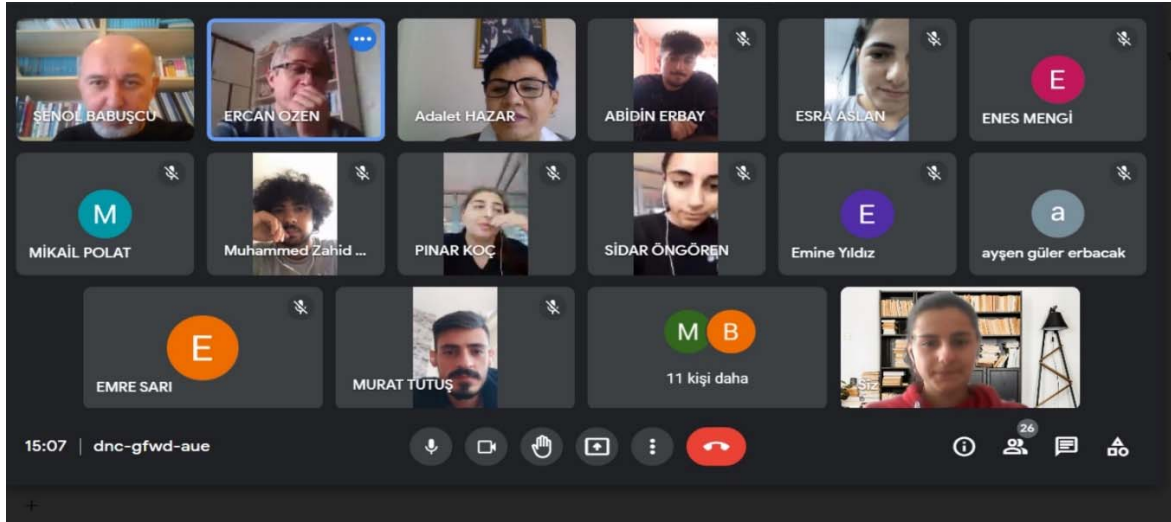 ŞENOL BABUŞCU
ERCAN ÖZEN
Adalet HAZAR
ABİDİN ERBAY
ESRA ASLAN
E
ENES MENGİ
M
MİKAİL POLAT
Muhammed Zahid ...
PINAR KOÇ
SİDAR ÖNGÖREN
E
Emine Yıldız
a
ayşen güler erbacak
E
EMRE SARI
MURAT TUTUŞ
M B
11 kişi daha
Siz
15:07 | dnc-gfwd-aue
26